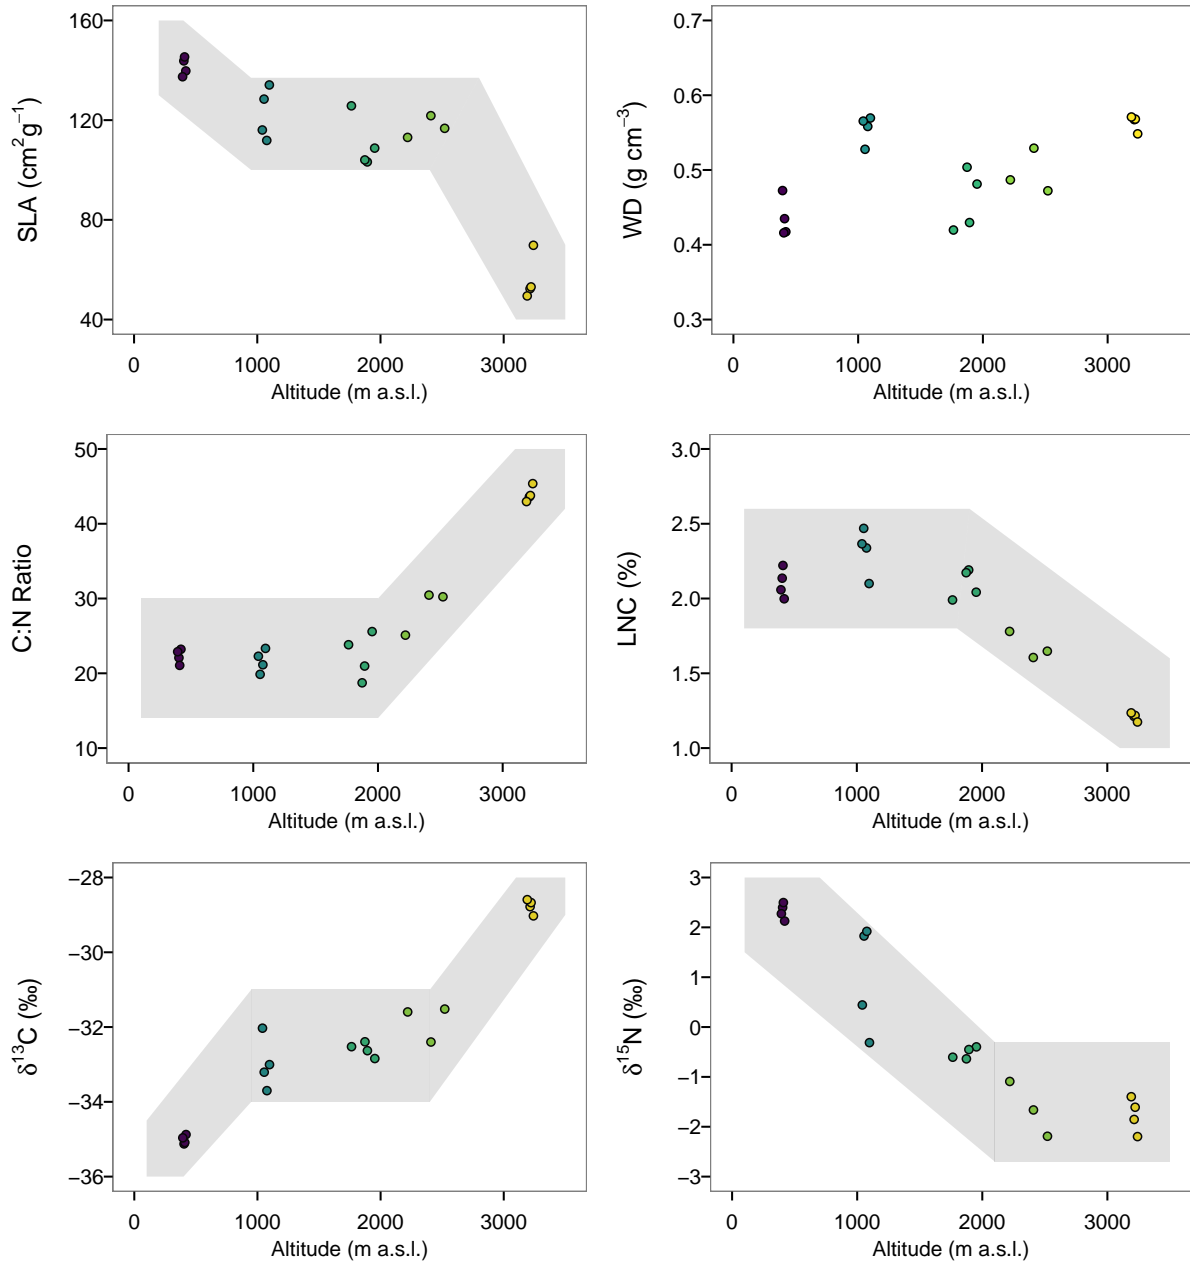 SLA (cm²g⁻¹)
160
120
80
40
0 1000 2000 3000
Altitude (m a.s.l.)
WD (g cm⁻³)
0.7
0.6
0.5
0.4
0.3
0 1000 2000 3000
Altitude (m a.s.l.)
C:N Ratio
50
40
30
20
10
0 1000 2000 3000
Altitude (m a.s.l.)
LNC (%)
3.0
2.5
2.0
1.5
1.0
0 1000 2000 3000
Altitude (m a.s.l.)
δ¹³C (‰)
−28
−30
−32
−34
−36
0 1000 2000 3000
Altitude (m a.s.l.)
δ¹⁵N (‰)
3
2
1
0
−1
−2
−3
0 1000 2000 3000
Altitude (m a.s.l.)